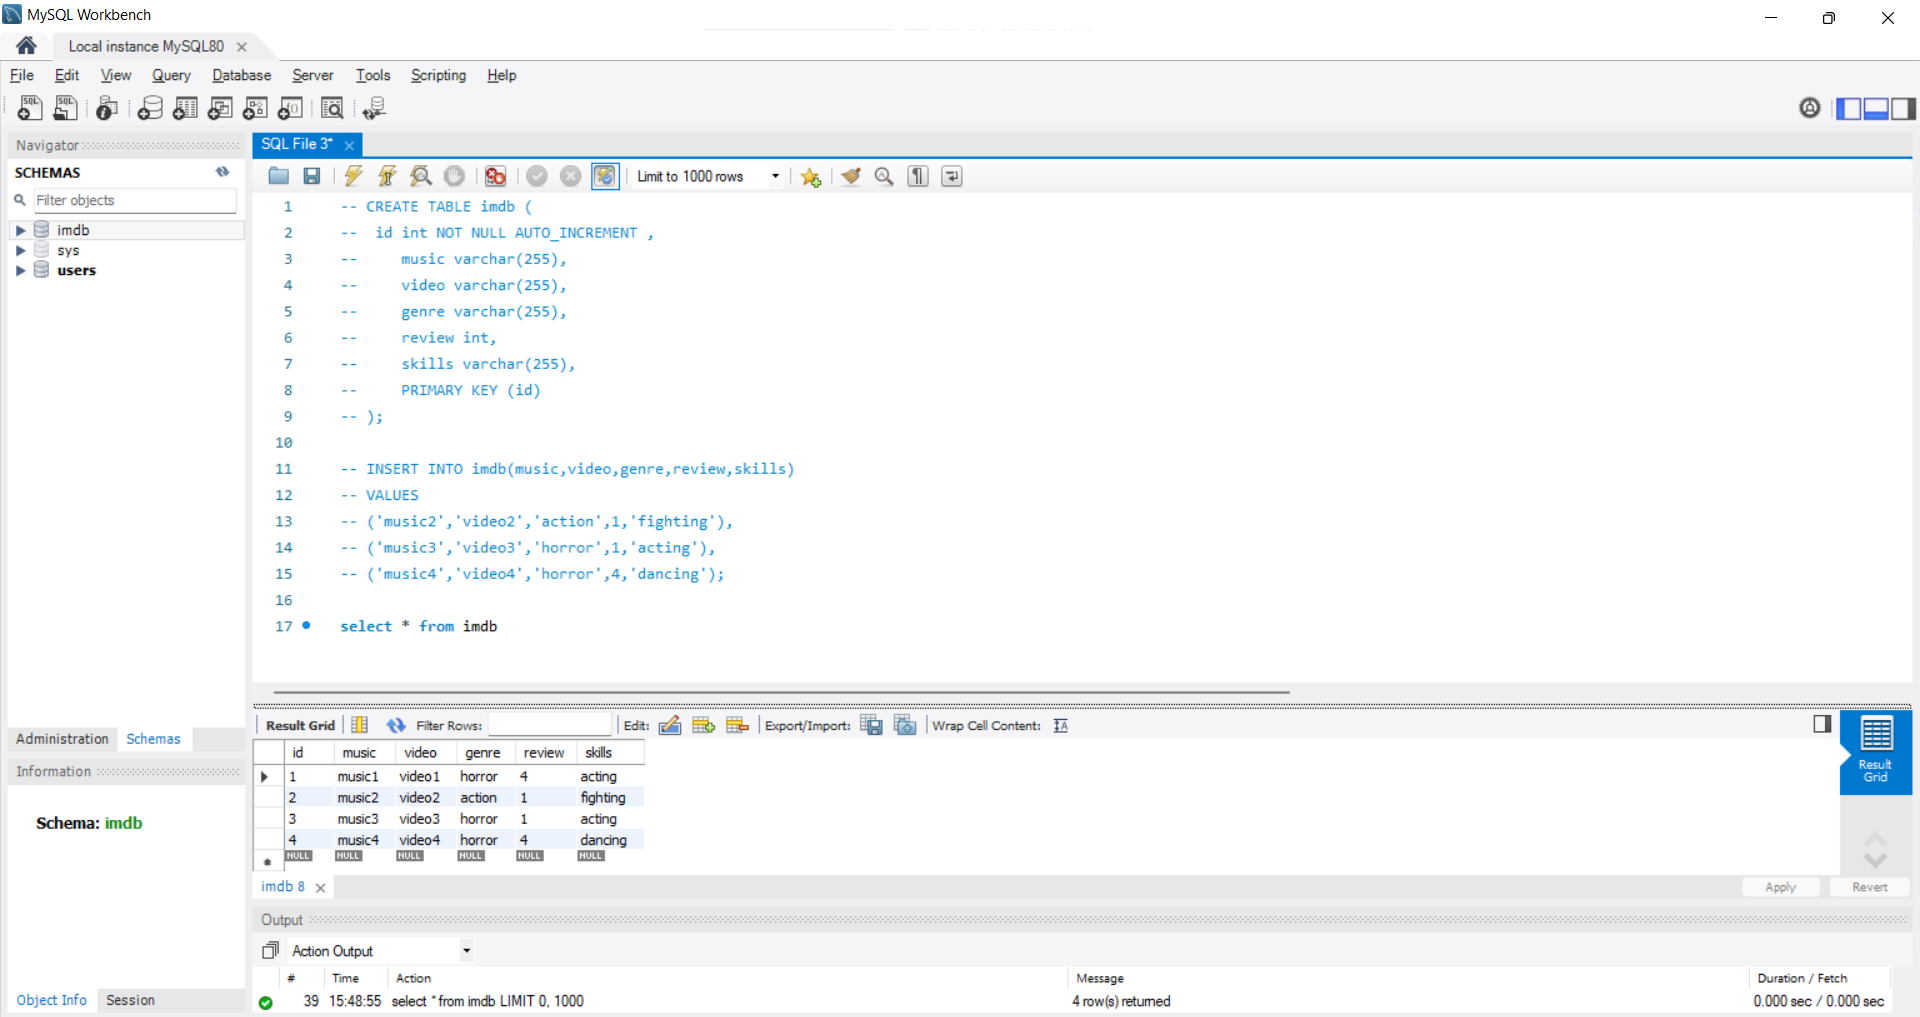 MySQL Workbench
Local instance MySQL80
File Edit View Query Database Server Tools Scripting Help
Navigator
SCHEMAS
Filter objects
imdb
sys
users
Administration Schemas
Information
Schema: imdb
Object Info Session
SQL File 3*
Limit to 1000 rows
1 -- CREATE TABLE imdb (
2 -- id int NOT NULL AUTO_INCREMENT ,
3 -- music varchar(255),
4 -- video varchar(255),
5 -- genre varchar(255),
6 -- review int,
7 -- skills varchar(255),
8 -- PRIMARY KEY (id)
9 -- );
10
11 -- INSERT INTO imdb(music,video,genre,review,skills)
12 -- VALUES
13 -- ('music2','video2','action',1,'fighting'),
14 -- ('music3','video3','horror',1,'acting'),
15 -- ('music4','video4','horror',4,'dancing');
16
17 select * from imdb
Result Grid Filter Rows: Edit: Export/Import: Wrap Cell Content:
id music video genre review skills
1 music1 video1 horror 4 acting
2 music2 video2 action 1 fighting
3 music3 video3 horror 1 acting
4 music4 video4 horror 4 dancing
NULL NULL NULL NULL NULL NULL
Result
Grid
imdb 8
Apply Revert
Output
Action Output
# Time Action Message Duration / Fetch
39 15:48:55 select * from imdb LIMIT 0, 1000 4 row(s) returned 0.000 sec / 0.000 sec